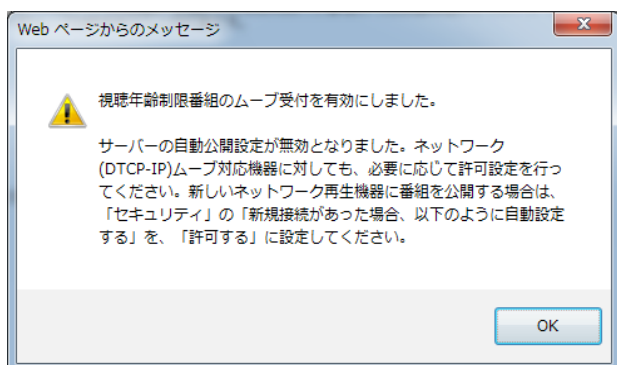 Web ページからのメッセージ
視聴年齢制限番組のムーブ受付を有効にしました。
サーバーの自動公開設定が無効となりました。ネットワーク
(DTCP-IP)ムーブ対応機器に対しても、必要に応じて許可設定を行っ
てください。新しいネットワーク再生機器に番組を公開する場合は、
「セキュリティ」の「新規接続があった場合、以下のように自動設定
する」を、「許可する」に設定してください。
OK